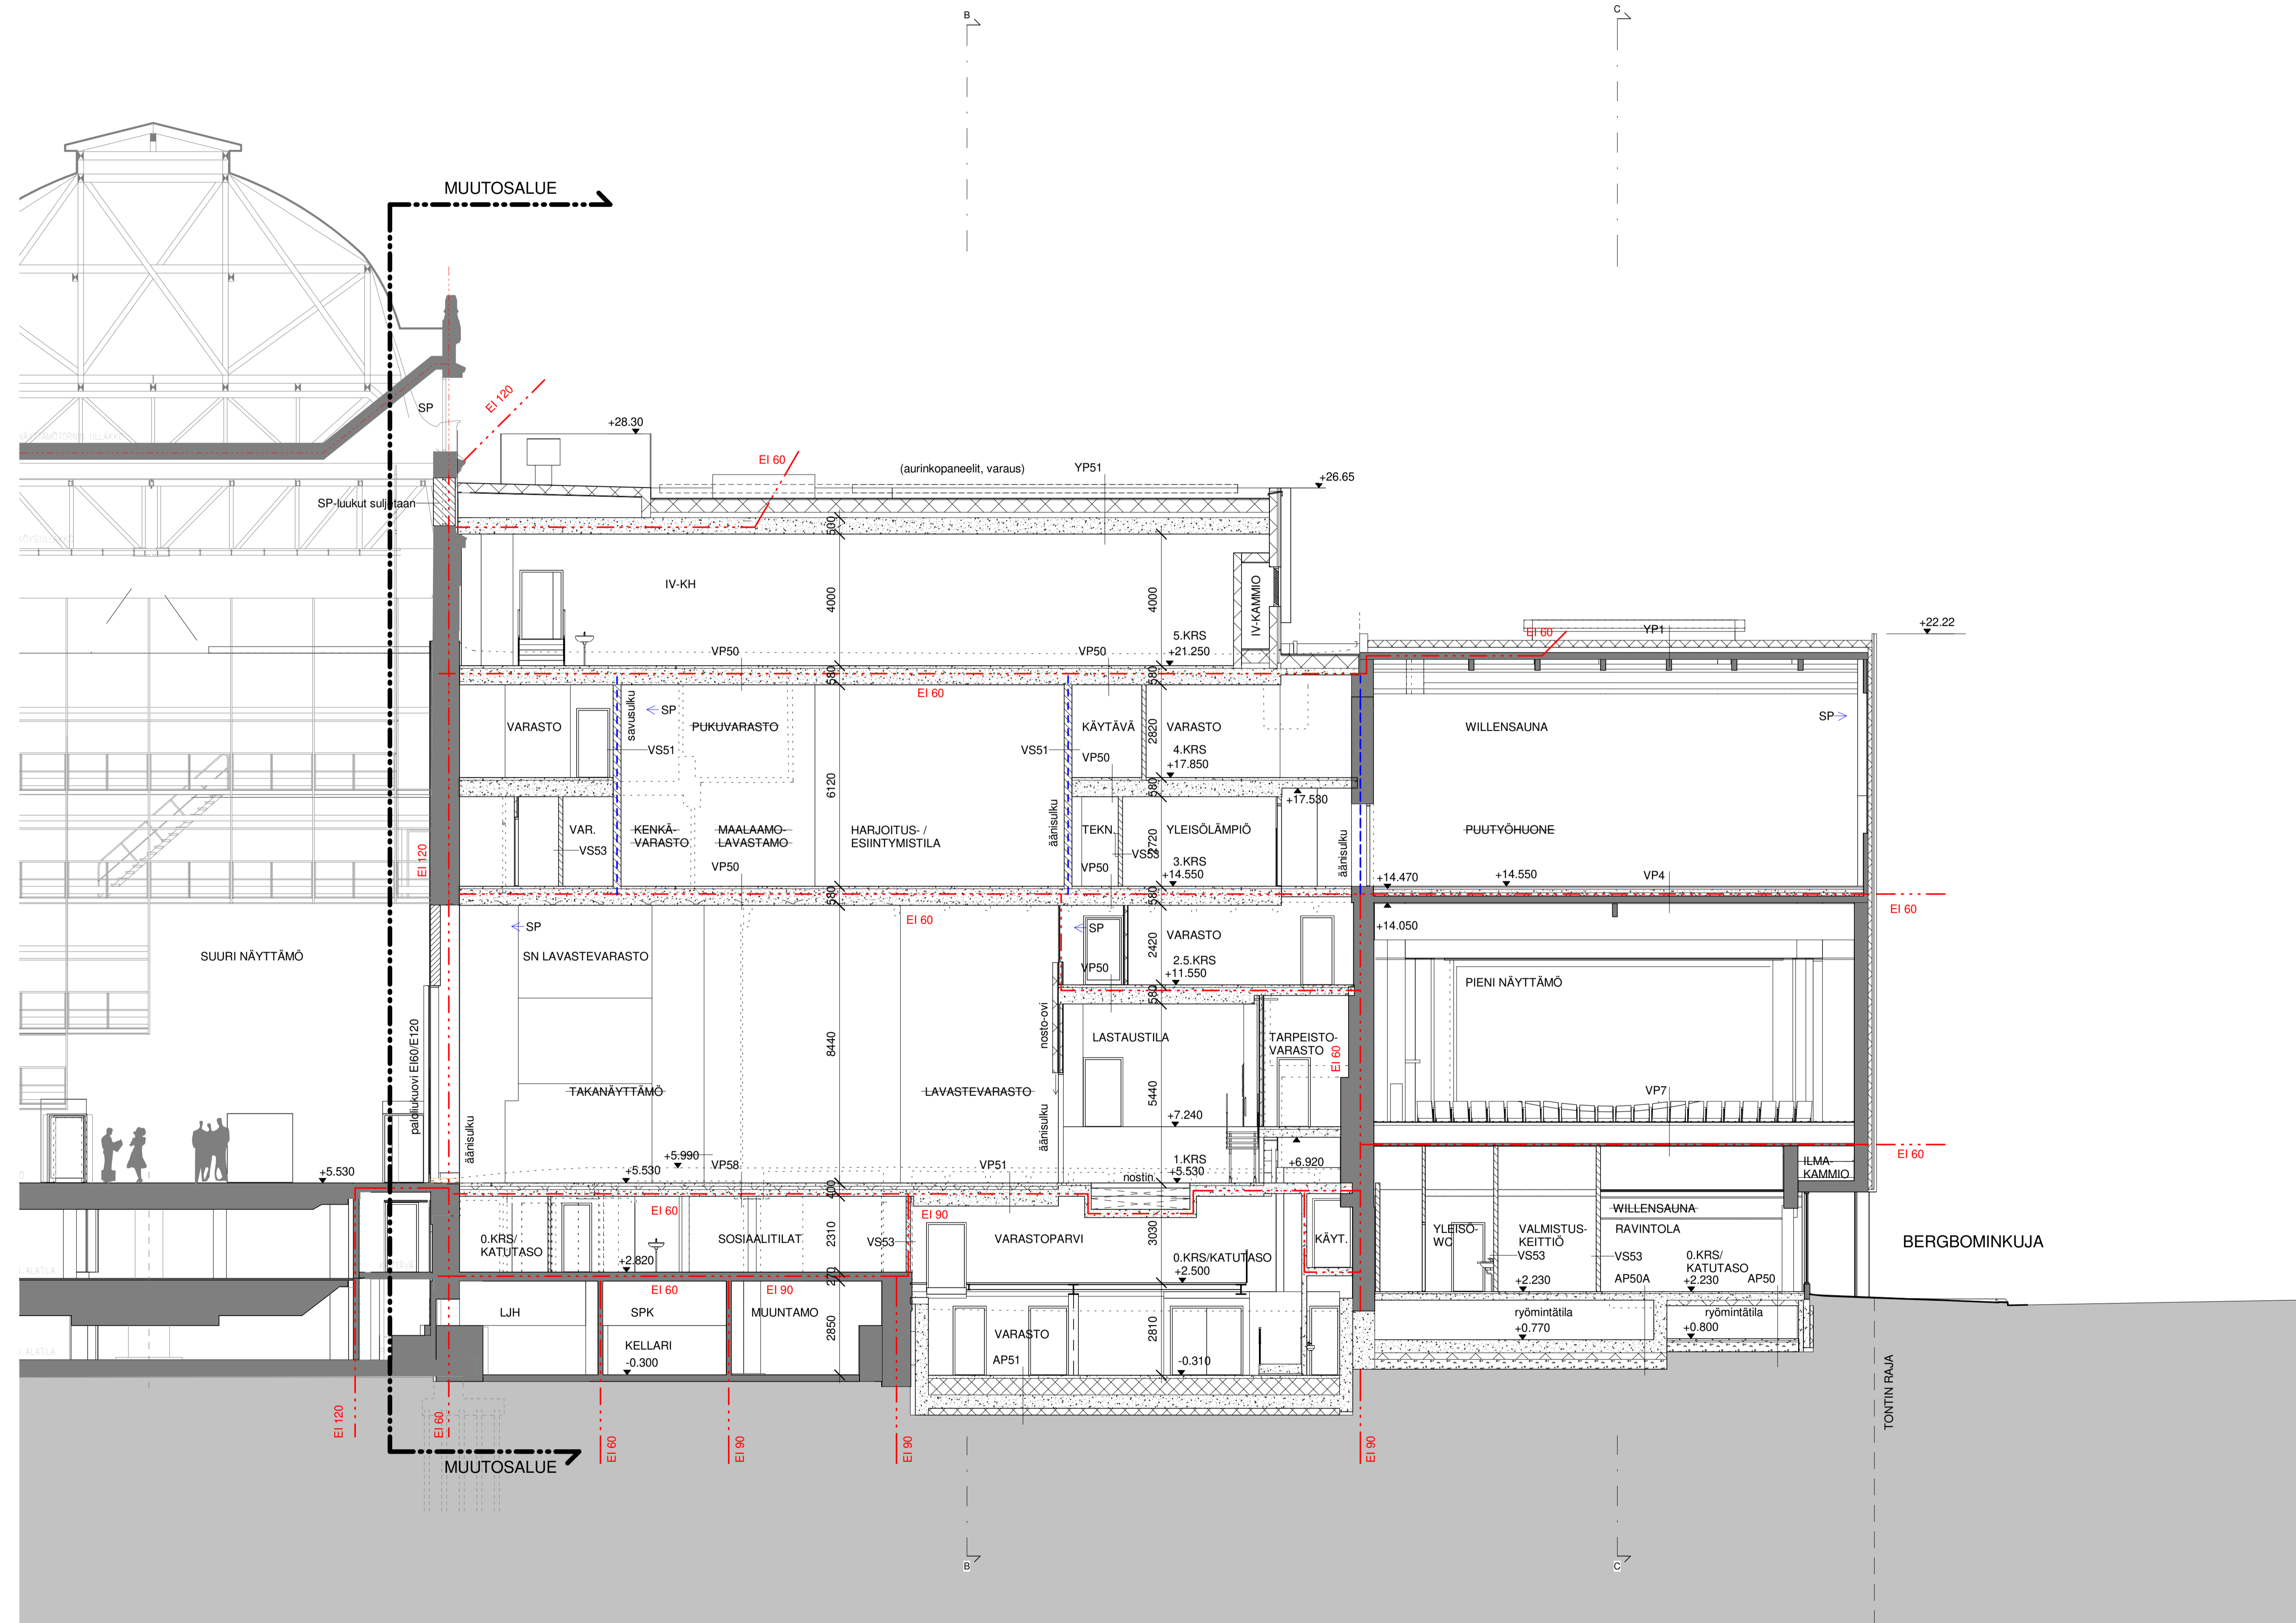 B
C
MUUTOSALUE
SP
EI 120
+28.30
EI 60
(aurinkopaneelit, varaus)
YP51
+26.65
NÄYTTÄMÖTORNIN ULLAKKO
SP-luukut suljetaan
KÖYSIULLAKKO
500
IV-KH
4000
4000
IV-KAMMIO
5.KRS
+21.250
VP50
VP50
580
580
EI 60
EI 60
YP1
+22.22
VARASTO
savusulku
SP
PUKUVARASTO
VS51
VS51
KÄYTÄVÄ
VP50
2820
VARASTO
4.KRS
+17.850
WILLENSAUNA
SP
6120
580
+17.530
VAR.
VS53
KENKÄ-
VARASTO
MAALAAMO-
LAVASTAMO
HARJOITUS- /
ESIINTYMISTILA
äänisulku
TEKN.
VS53
2720
YLEISÖLÄMPIÖ
äänisulku
PUUTYÖHUONE
EI 120
VP50
VP50
3.KRS
+14.550
+14.470
+14.550
VP4
580
580
EI 60
EI 60
SP
SP
+14.050
SUURI NÄYTTÄMÖ
SN LAVASTEVARASTO
VARASTO
2420
2.5.KRS
+11.550
VP50
580
PIENI NÄYTTÄMÖ
paloliukuovi EI60/E120
8440
nosto-ovi
LASTAUSTILA
TARPEISTO-
VARASTO
EI 60
TAKANÄYTTÄMÖ
LAVASTEVARASTO
5440
VP7
äänisulku
äänisulku
+7.240
+5.530
+5.990
+5.530
VP58
VP51
nostin.
1.KRS
+5.530
+6.920
EI 60
ILMA-
KAMMIO
400
EI 60
EI 90
0.KRS/
KATUTASO
SOSIAALITILAT
2310
VS53
VARASTOPARVI
3030
KÄYT.
WILLENSAUNA
YLEISÖ-
WC
VALMISTUS-
KEITTIÖ
RAVINTOLA
VS53
VS53
BERGBOMINKUJA
+2.820
0.KRS/KATUTASO
+2.500
0.KRS/
KATUTASO
+2.230
AP50A
+2.230
AP50
ALATILA
270
EI 60
EI 90
LJH
SPK
MUUNTAMO
2850
2810
ryömintätila
+0.770
ryömintätila
+0.800
KELLARI
-0.300
VARASTO
AP51
-0.310
ALATILA
TONTIN RAJA
EI 120
EI 60
EI 60
EI 90
EI 90
EI 90
MUUTOSALUE
B
C